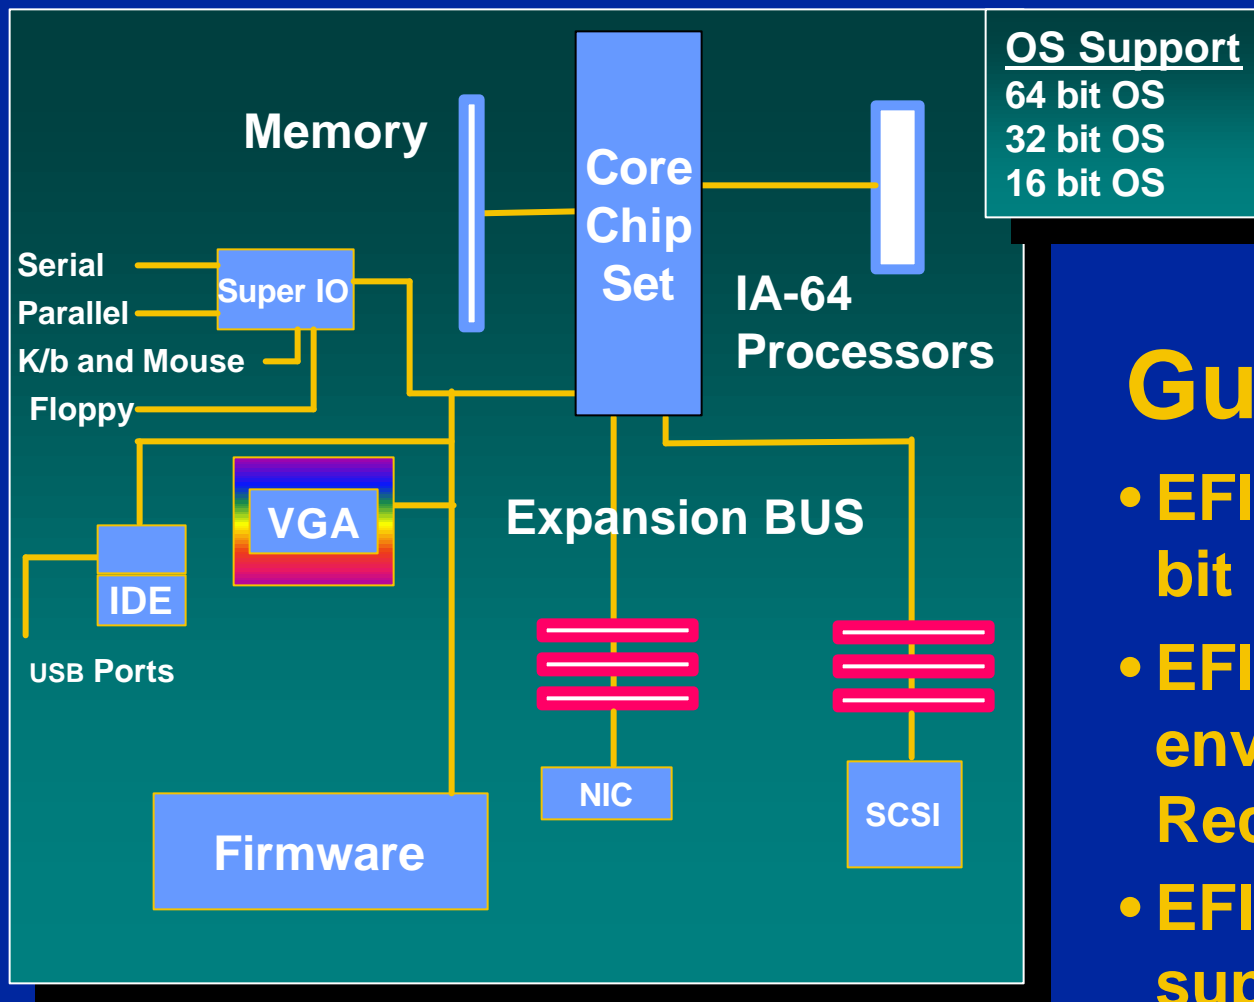 OS Support
64 bit OS
32 bit OS
16 bit OS
Memory
Core
Chip
Set
IA-64
Processors
Serial
Parallel
K/b and Mouse
Floppy
Super IO
VGA
Expansion BUS
IDE
USB Ports
NIC
SCSI
Firmware
Gu
• EFI
bit
• EFI
env
Rec
• EFI
sup